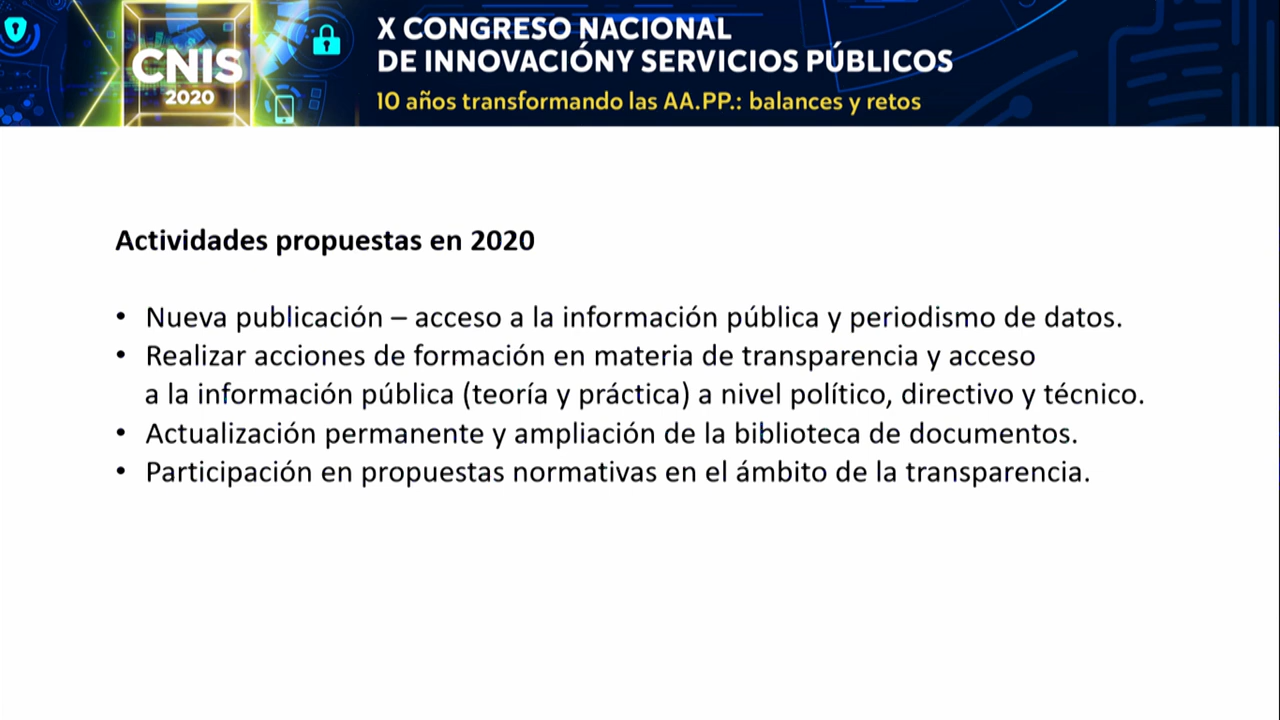 CNIS
2020
X CONGRESO NACIONAL
DE INNOVACIÓNY SERVICIOS PÚBLICOS
10 años transformando las AA.PP.: balances y retos
Actividades propuestas en 2020
• Nueva publicación – acceso a la información pública y periodismo de datos.
• Realizar acciones de formación en materia de transparencia y acceso
a la información pública (teoría y práctica) a nivel político, directivo y técnico.
• Actualización permanente y ampliación de la biblioteca de documentos.
• Participación en propuestas normativas en el ámbito de la transparencia.